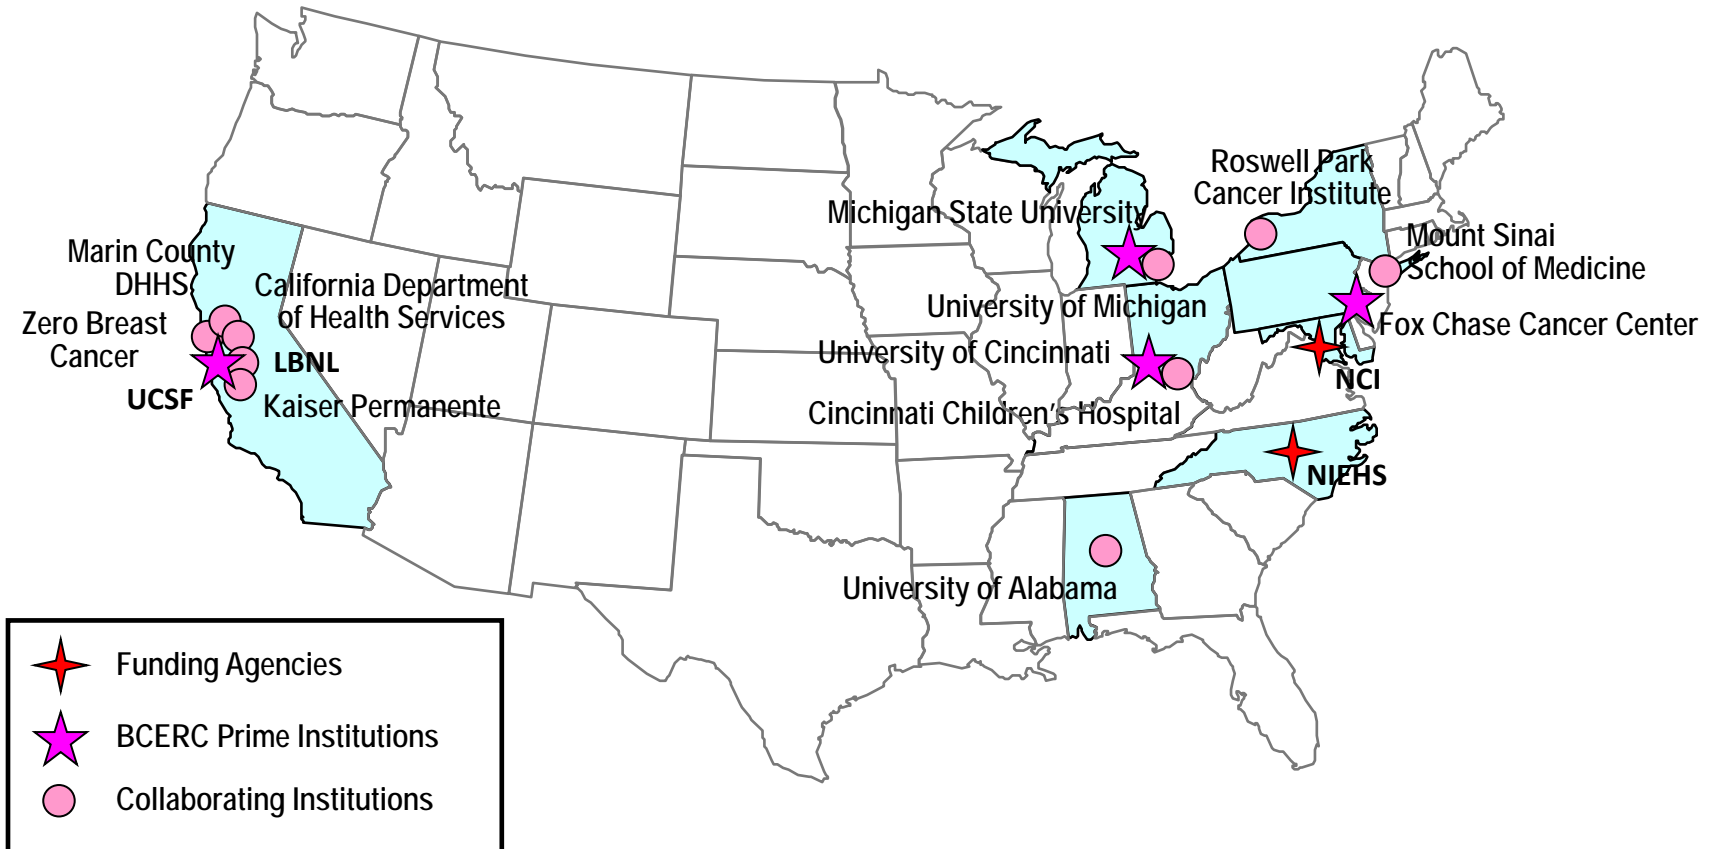 Roswell Park
Cancer Institute
Michigan State University
Mount Sinai
School of Medicine
Marin County
DHHS
California Department
of Health Services
University of Michigan
Zero Breast
Cancer
Fox Chase Cancer Center
LBNL
University of Cincinnati
NCI
UCSF
Kaiser Permanente
Cincinnati Children's Hospital
NIEHS
University of Alabama
Funding Agencies
BCERC Prime Institutions
Collaborating Institutions